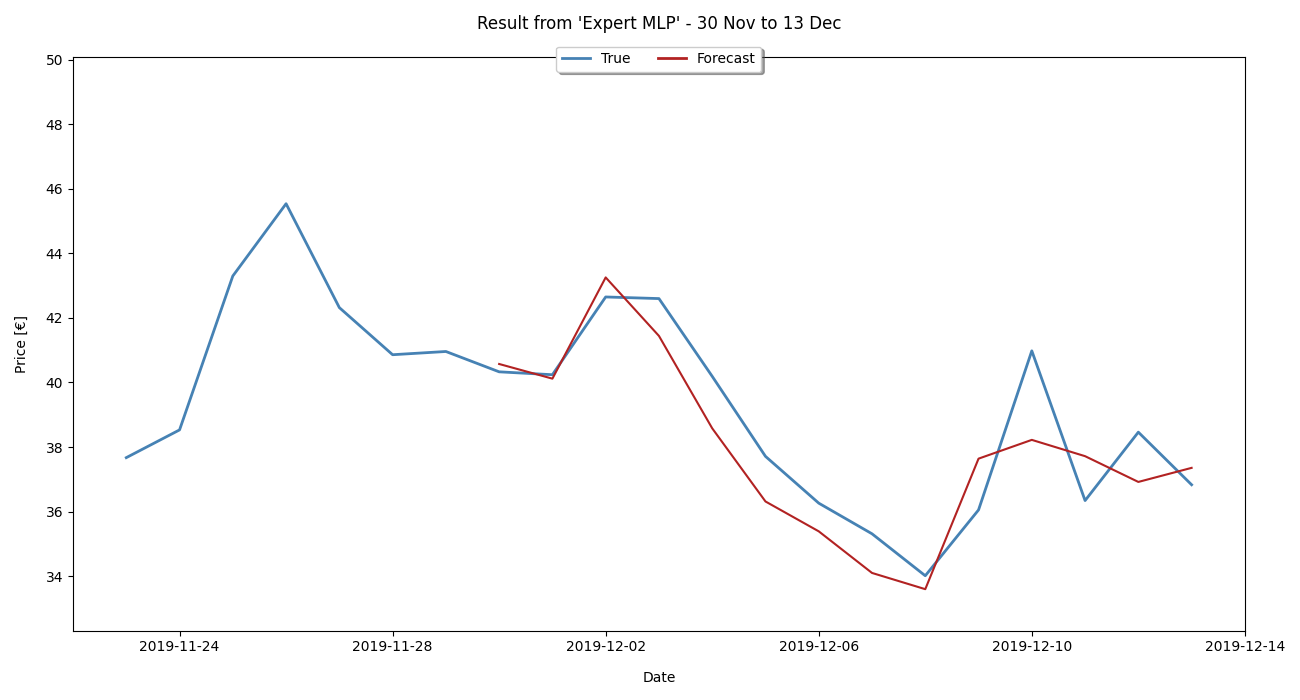 Result from 'Expert MLP' - 30 Nov to 13 Dec
True Forecast
50
48
46
44
42
40
38
36
34
Price [€]
2019-11-24 2019-11-28 2019-12-02 2019-12-06 2019-12-10 2019-12-14
Date